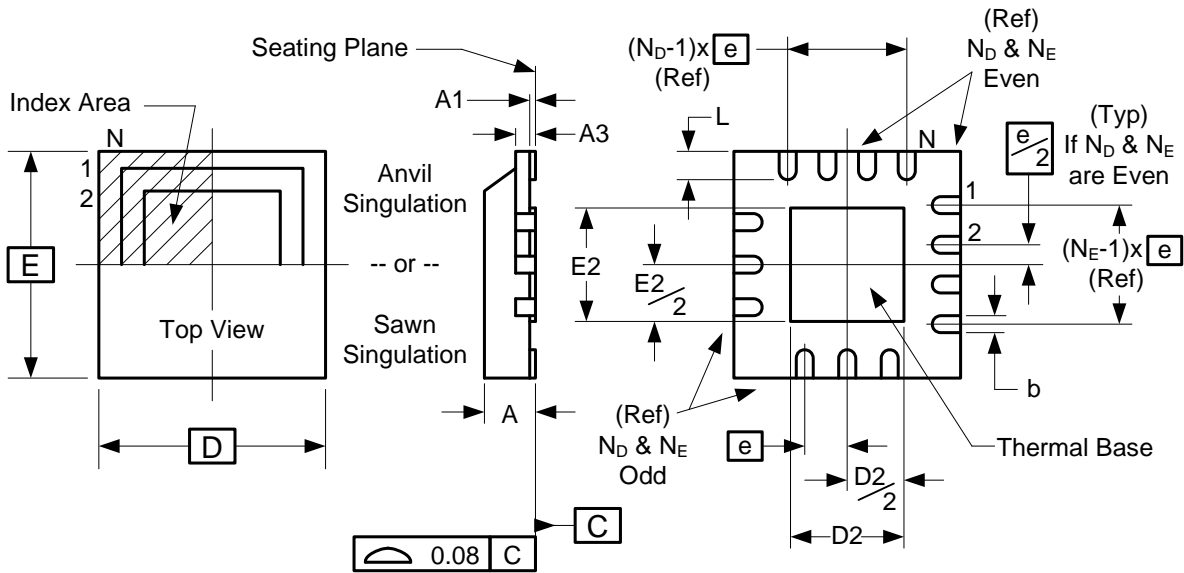 Seating Plane
Index Area
N
1
2
E
Top View
D
A1
A3
Anvil
Singulation
-- or --
Sawn
Singulation
A
C
0.08 C
(N_D-1)x e
(Ref)
(Ref)
N_D & N_E
Even
L
N
1
2
e/2
(Typ)
If N_D & N_E
are Even
(N_E-1)x e
(Ref)
E2
E2/2
b
(Ref)
N_D & N_E
Odd
e
Thermal Base
D2/2
D2